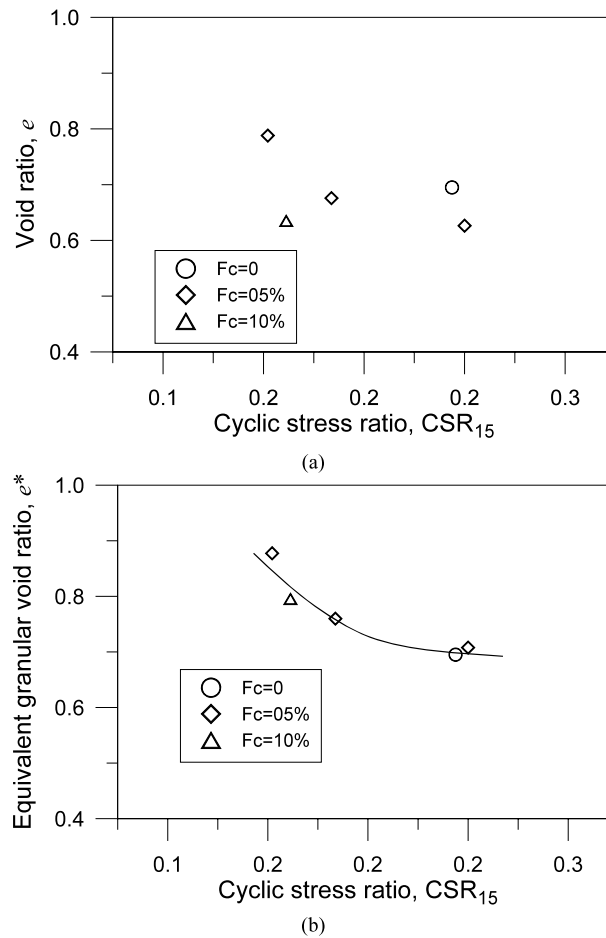 1.0
0.8
0.6
0.4
Void ratio, e
Fc=0
Fc=05%
Fc=10%
0.1 0.2 0.2 0.2 0.3
Cyclic stress ratio, CSR15
(a)
1.0
0.8
0.6
0.4
Equivalent granular void ratio, e*
Fc=0
Fc=05%
Fc=10%
0.1 0.2 0.2 0.2 0.3
Cyclic stress ratio, CSR15
(b)